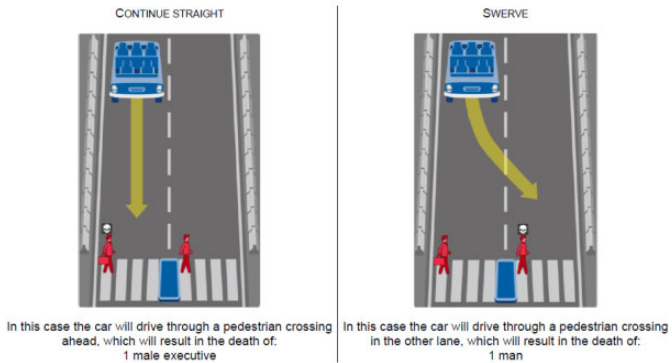 CONTINUE STRAIGHT
In this case the car will drive through a pedestrian crossing
ahead, which will result in the death of:
1 male executive
SWERVE
In this case the car will drive through a pedestrian crossing
in the other lane, which will result in the death of:
1 man